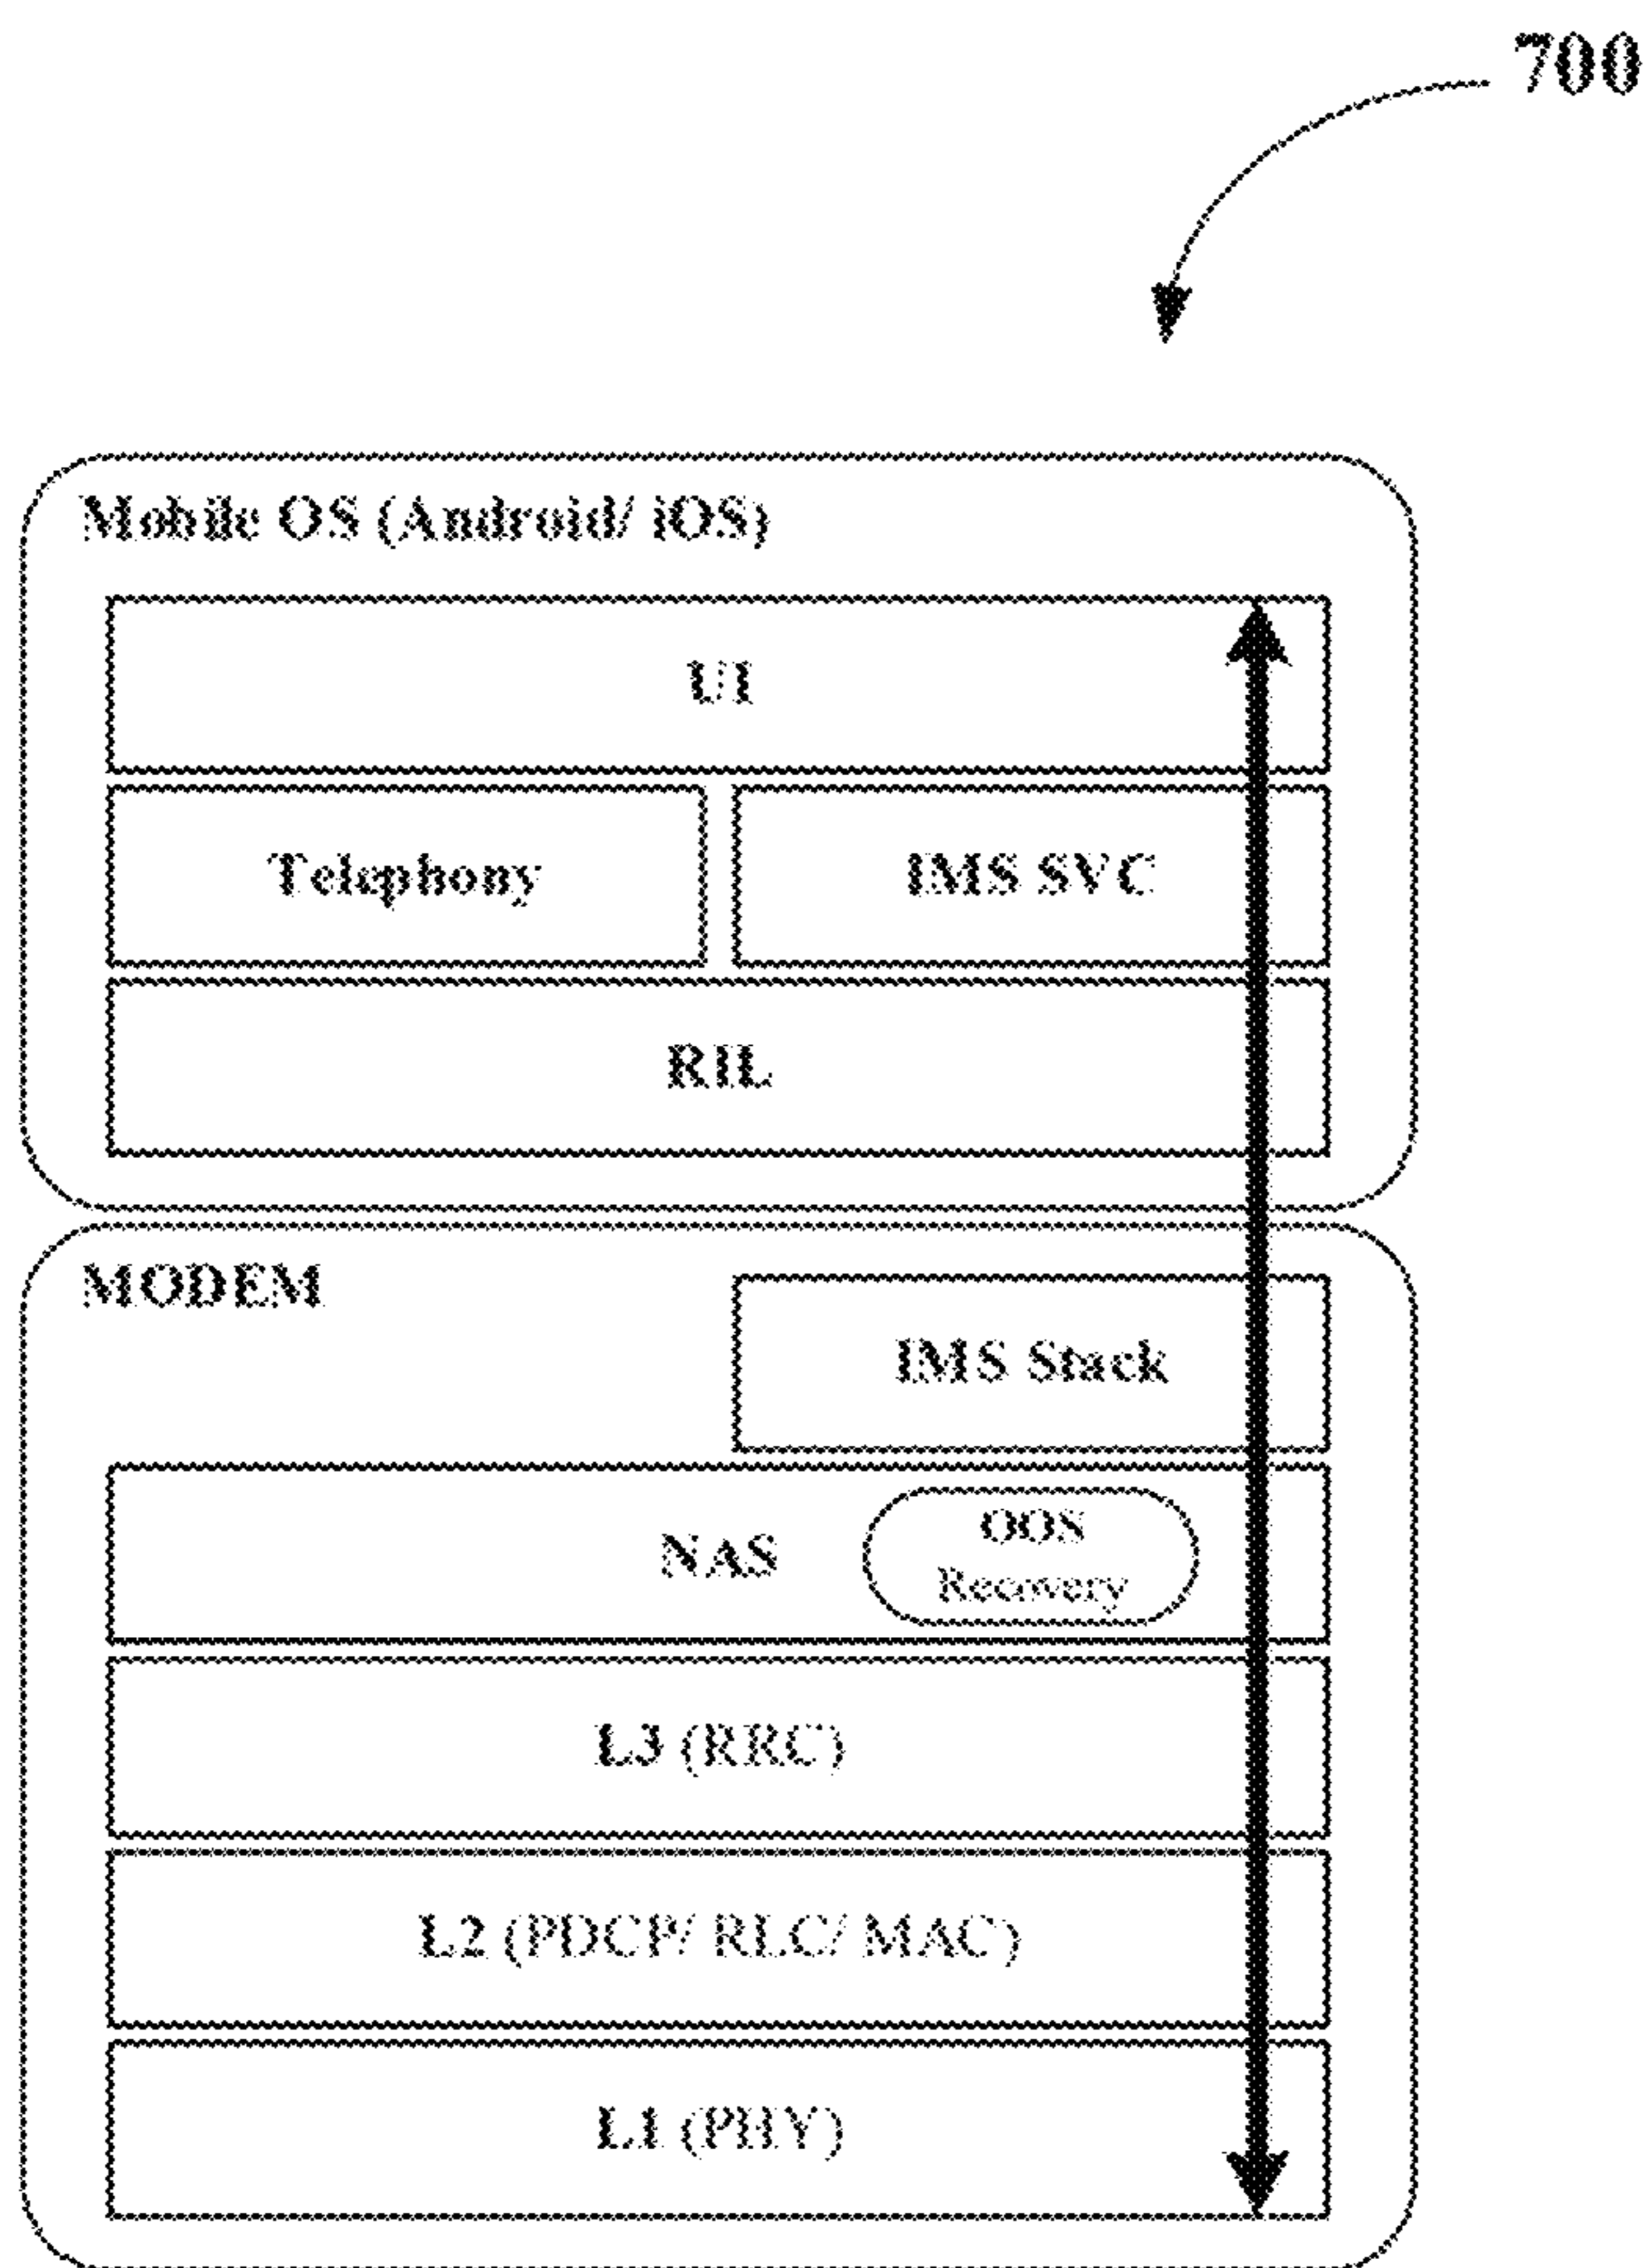 700
Mobile OS (Android/ iOS)
UI
Telephony
IMS SVC
RIL
MODEM
IMS Stack
NAS
OOS
Recovery
L3 (RRC)
L2 (PDCP/ RLC/ MAC)
L1 (PHY)